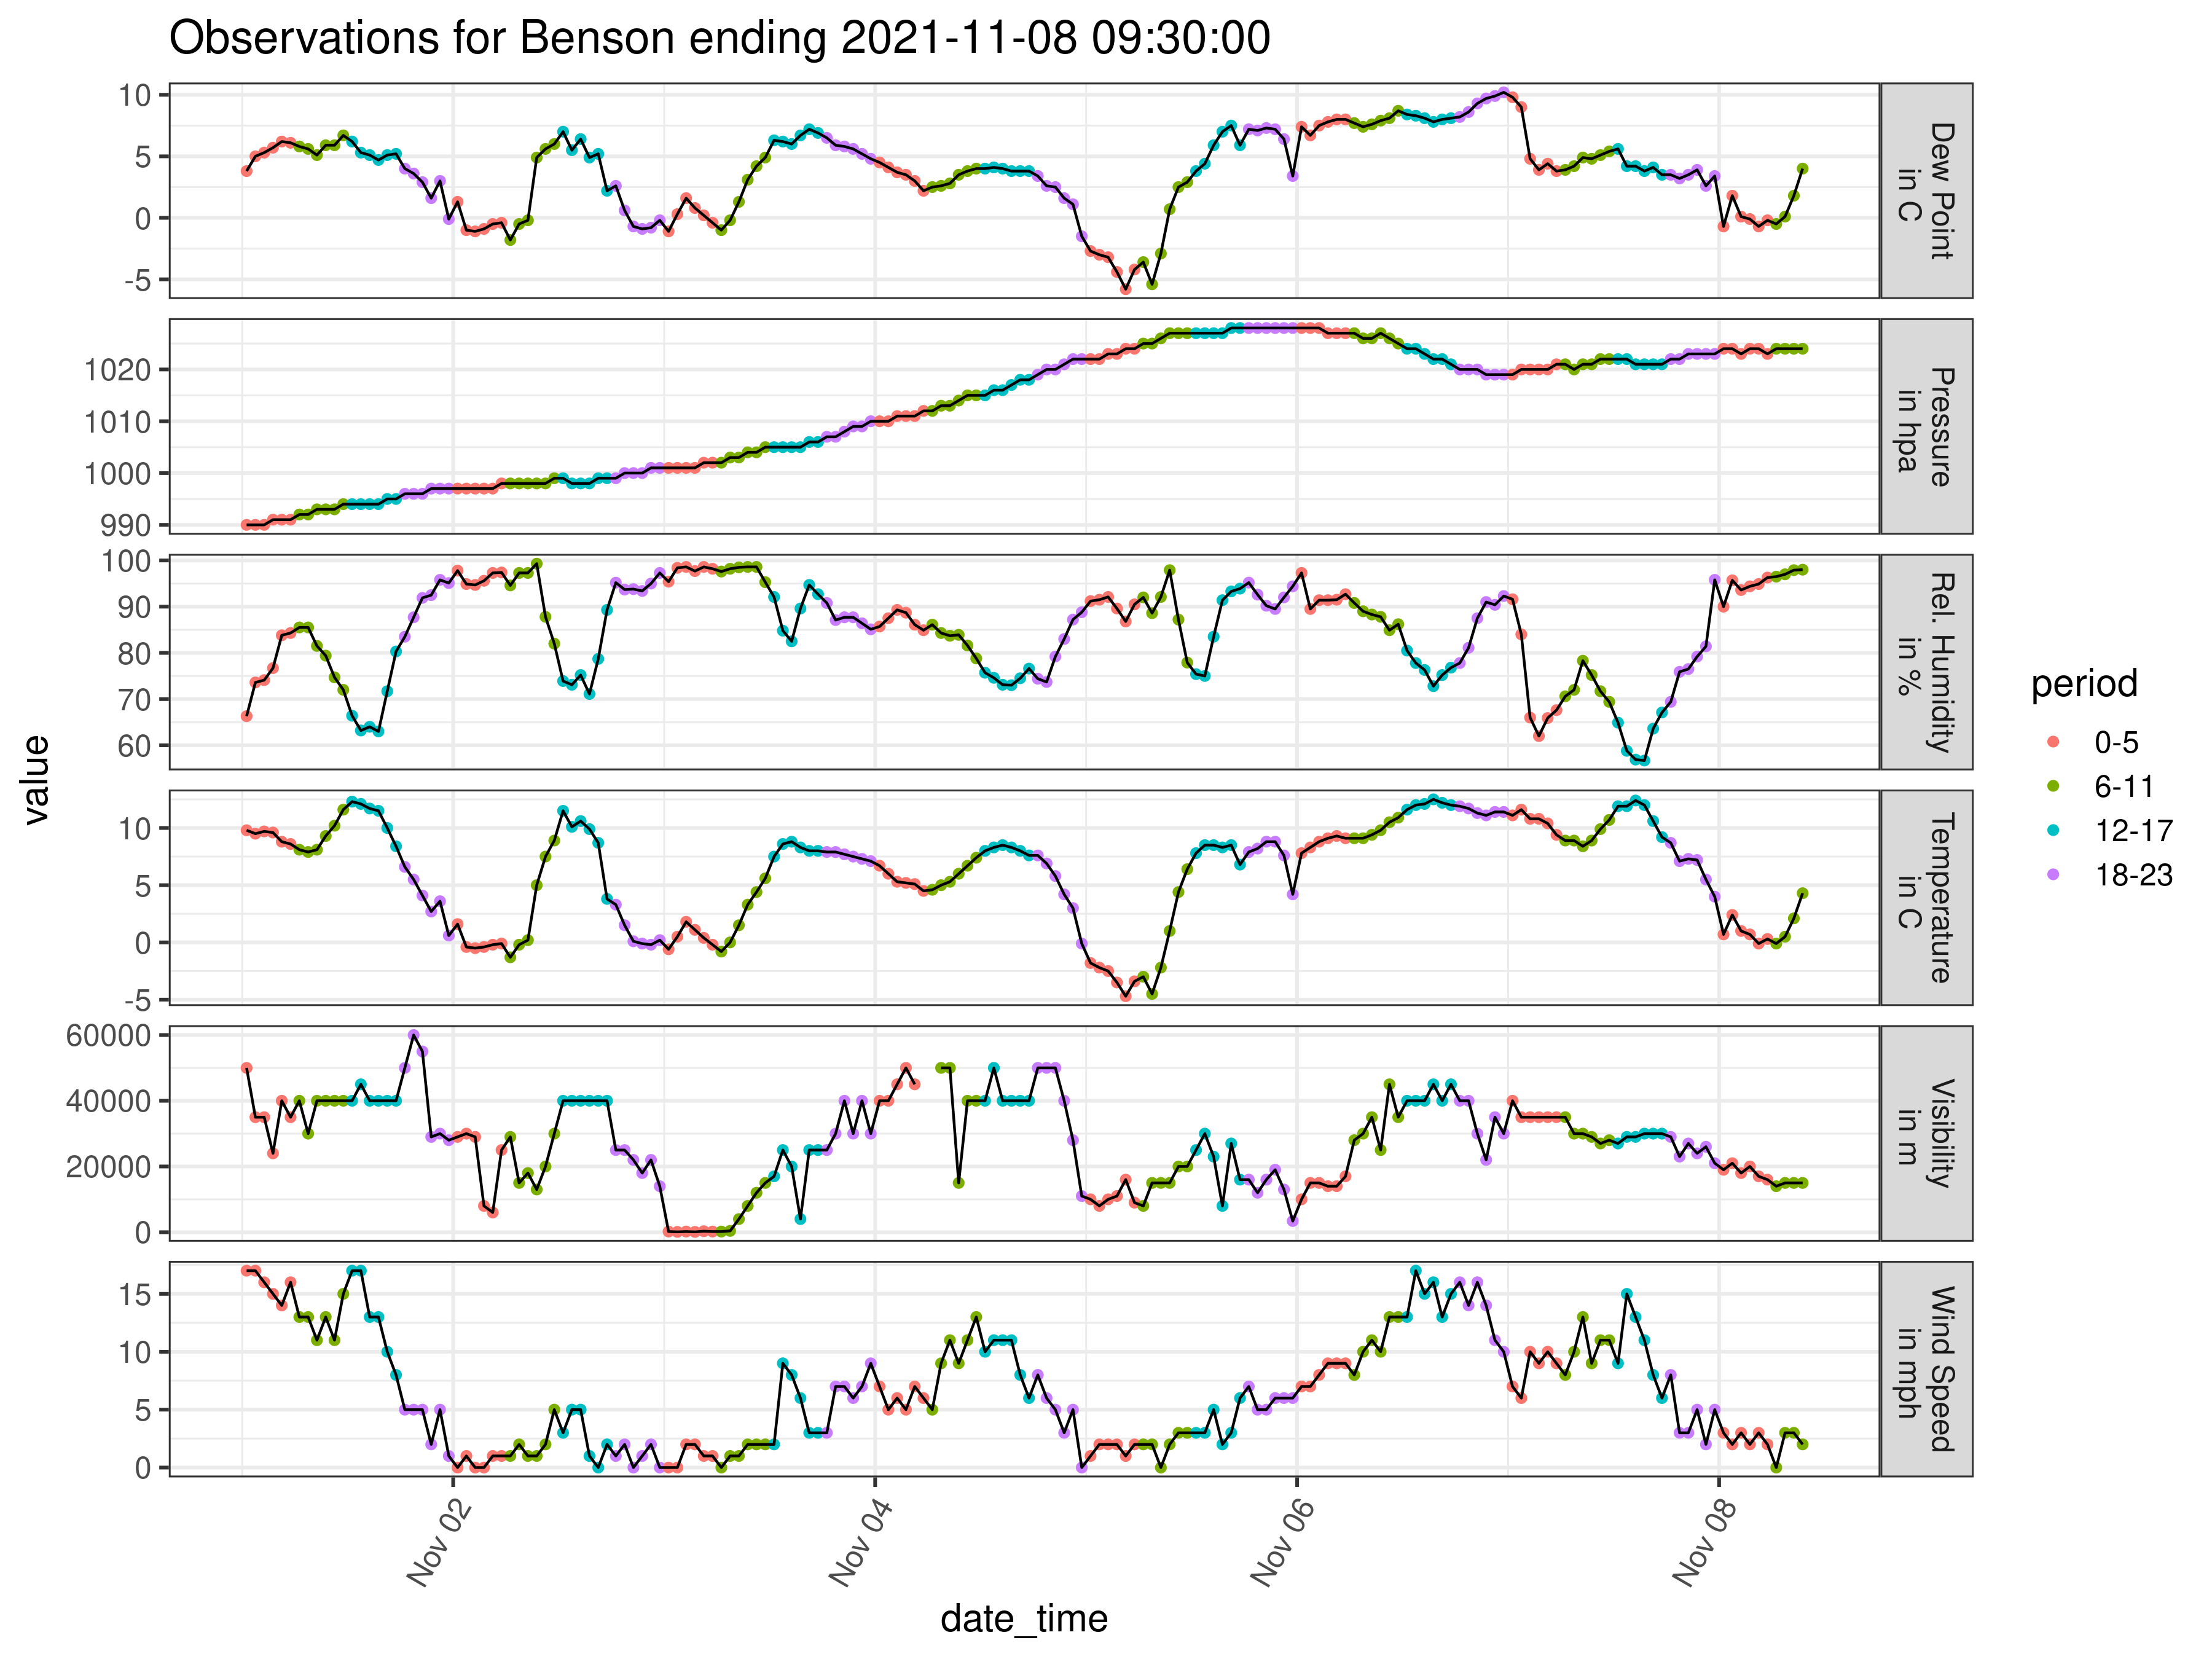 Observations for Benson ending 2021-11-08 09:30:00
10
5
0
-5
Dew Point
in C
1020
1010
1000
990
Pressure
in hpa
100
90
80
70
60
Rel. Humidity
in %
10
5
0
-5
Temperature
in C
60000
40000
20000
0
Visibility
in m
15
10
5
0
Wind Speed
in mph
value
Nov 02
Nov 04
Nov 06
Nov 08
date_time
period
0-5
6-11
12-17
18-23